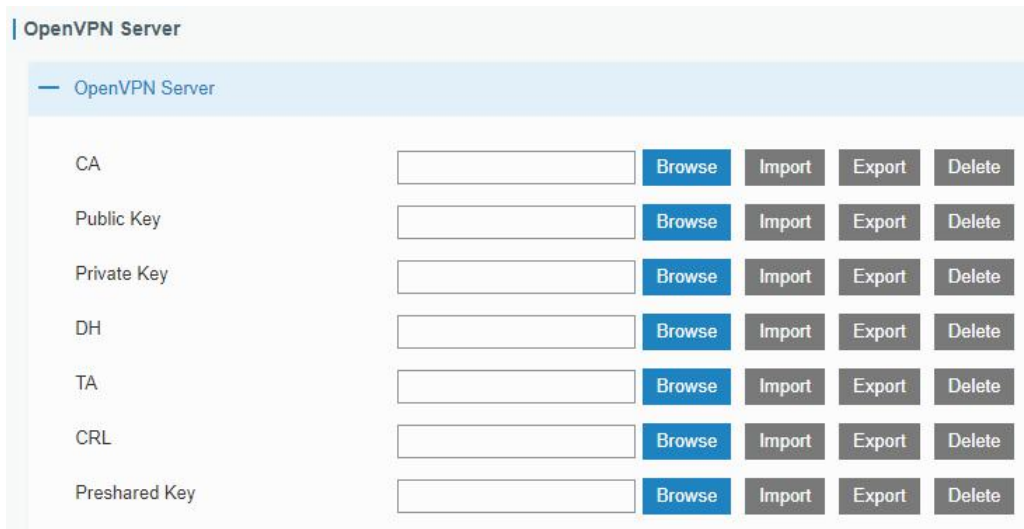 OpenVPN Server
OpenVPN Server
CA Browse Import Export Delete
Public Key Browse Import Export Delete
Private Key Browse Import Export Delete
DH Browse Import Export Delete
TA Browse Import Export Delete
CRL Browse Import Export Delete
Preshared Key Browse Import Export Delete